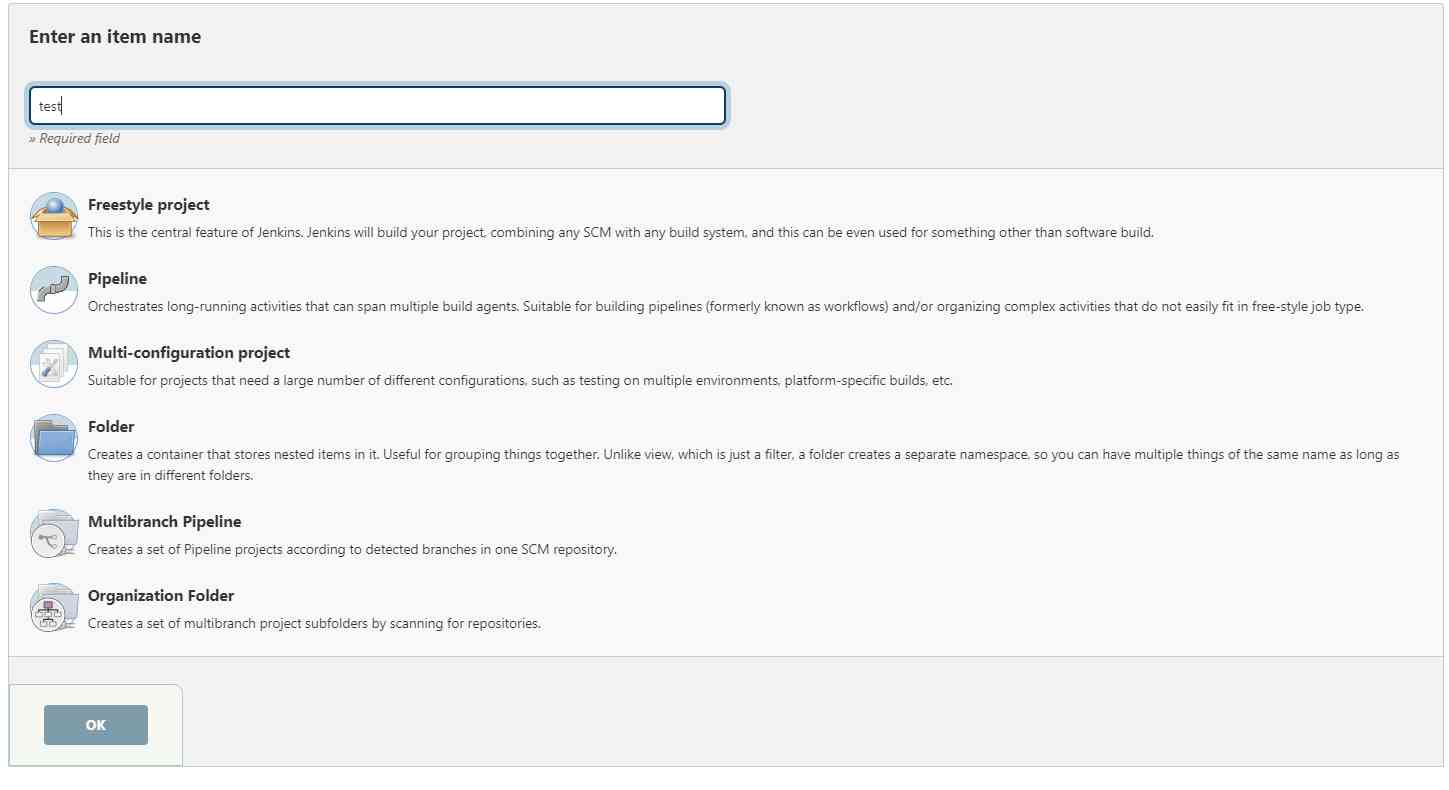 Enter an item name
test
» Required field
Freestyle project
This is the central feature of Jenkins. Jenkins will build your project, combining any SCM with any build system, and this can be even used for something other than software build.
Pipeline
Orchestrates long-running activities that can span multiple build agents. Suitable for building pipelines (formerly known as workflows) and/or organizing complex activities that do not easily fit in free-style job type.
Multi-configuration project
Suitable for projects that need a large number of different configurations, such as testing on multiple environments, platform-specific builds, etc.
Folder
Creates a container that stores nested items in it. Useful for grouping things together. Unlike view, which is just a filter, a folder creates a separate namespace, so you can have multiple things of the same name as long as
they are in different folders.
Multibranch Pipeline
Creates a set of Pipeline projects according to detected branches in one SCM repository.
Organization Folder
Creates a set of multibranch project subfolders by scanning for repositories.
OK